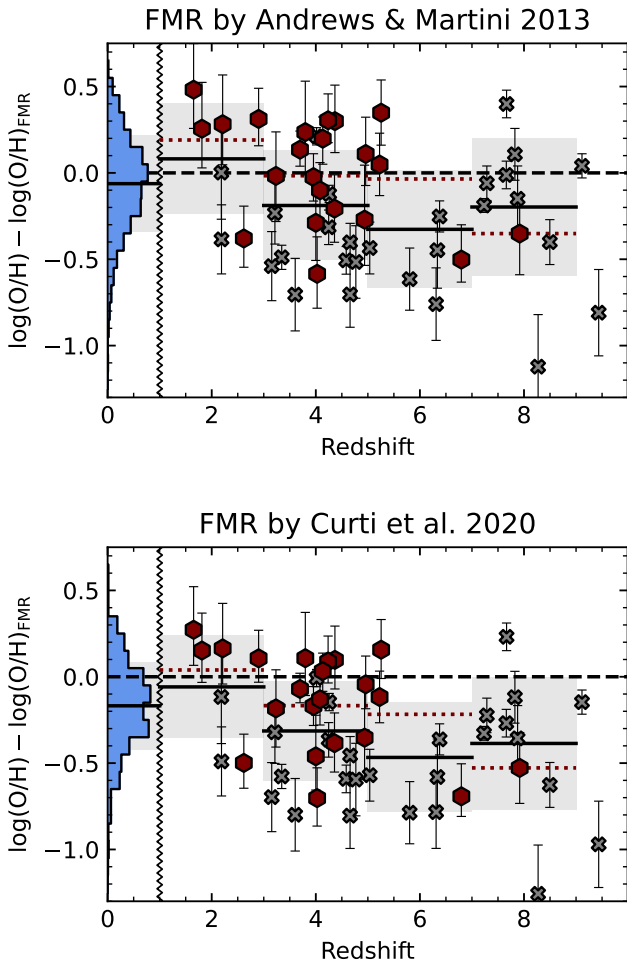 FMR by Andrews & Martini 2013
0.5
0.0
−0.5
−1.0
log(O/H) − log(O/H)FMR
0 2 4 6 8
Redshift
FMR by Curti et al. 2020
0.5
0.0
−0.5
−1.0
log(O/H) − log(O/H)FMR
0 2 4 6 8
Redshift